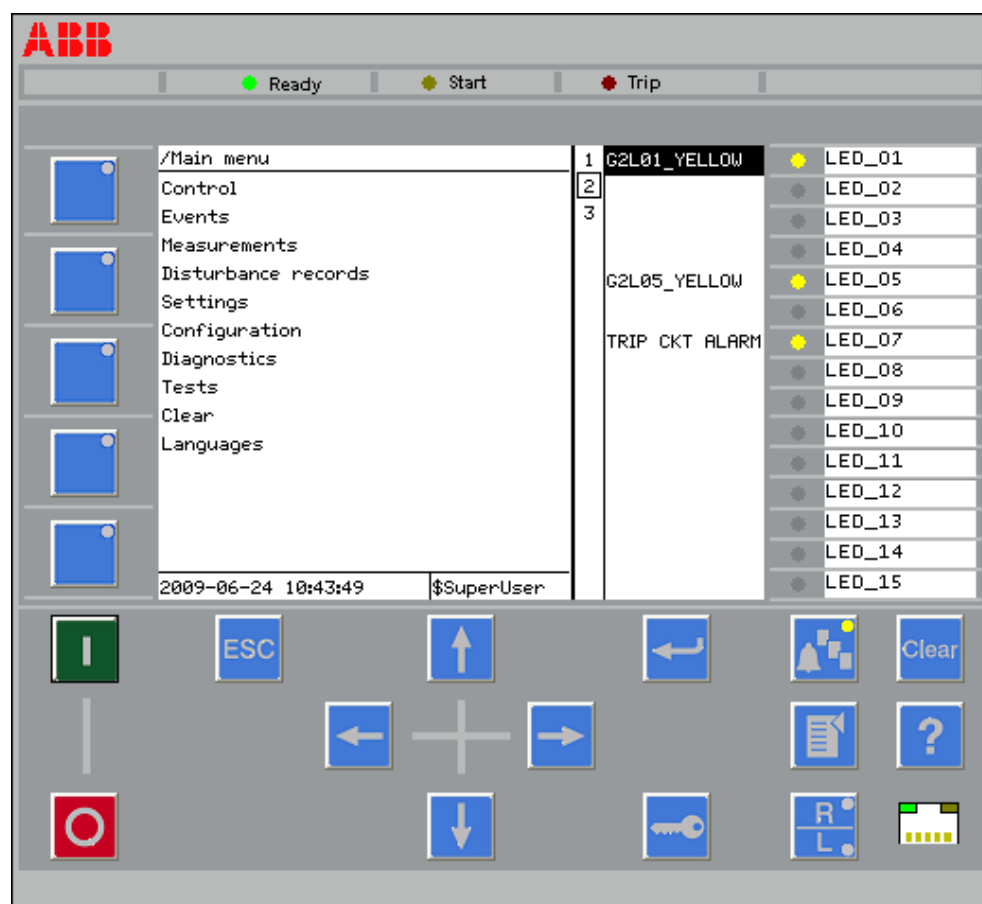 ABB
Ready Start Trip
/Main menu
Control
Events
Measurements
Disturbance records
Settings
Configuration
Diagnostics
Tests
Clear
Languages
2009-06-24 10:43:49 $SuperUser
1 G2L01_YELLOW
2
3
G2L05_YELLOW
TRIP CKT ALARM
LED_01
LED_02
LED_03
LED_04
LED_05
LED_06
LED_07
LED_08
LED_09
LED_10
LED_11
LED_12
LED_13
LED_14
LED_15
I
ESC
Clear
?
O
R
L